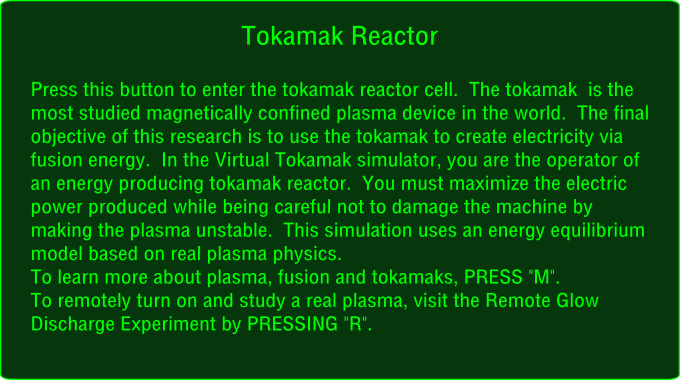 Tokamak Reactor
Press this button to enter the tokamak reactor cell.  The tokamak  is the
most studied magnetically confined plasma device in the world.  The final
objective of this research is to use the tokamak to create electricity via
fusion energy.  In the Virtual Tokamak simulator, you are the operator of
an energy producing tokamak reactor.  You must maximize the electric
power produced while being careful not to damage the machine by
making the plasma unstable.  This simulation uses an energy equilibrium
model based on real plasma physics.
To learn more about plasma, fusion and tokamaks, PRESS "M".
To remotely turn on and study a real plasma, visit the Remote Glow
Discharge Experiment by PRESSING "R".